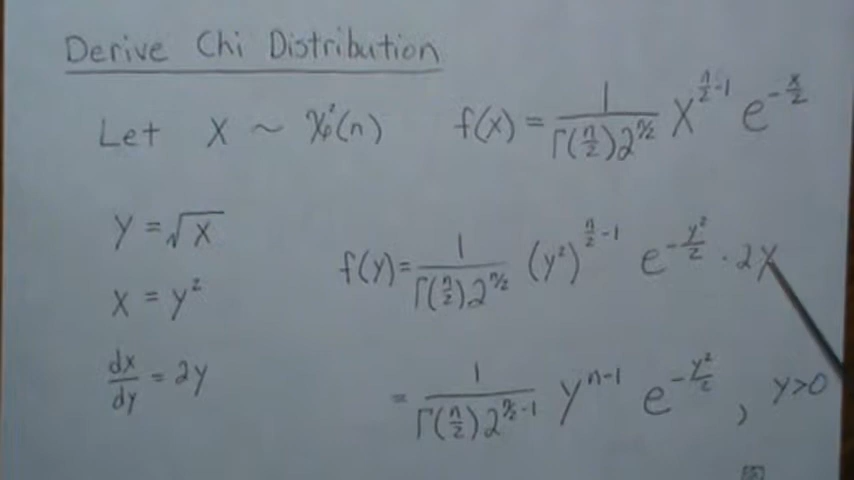 Derive Chi Distribution
Let X ~ χ²(n) f(x) = 1/(Γ(n/2)2^(n/2)) x^(n/2 -1) e^(-x/2)
y = √x f(y) = 1/(Γ(n/2)2^(n/2)) (y²)^(n/2 -1) e^(-y²/2) · 2y
x = y²
dx/dy = 2y = 1/(Γ(n/2)2^(n/2 -1)) y^(n-1) e^(-y²/2) , y>0